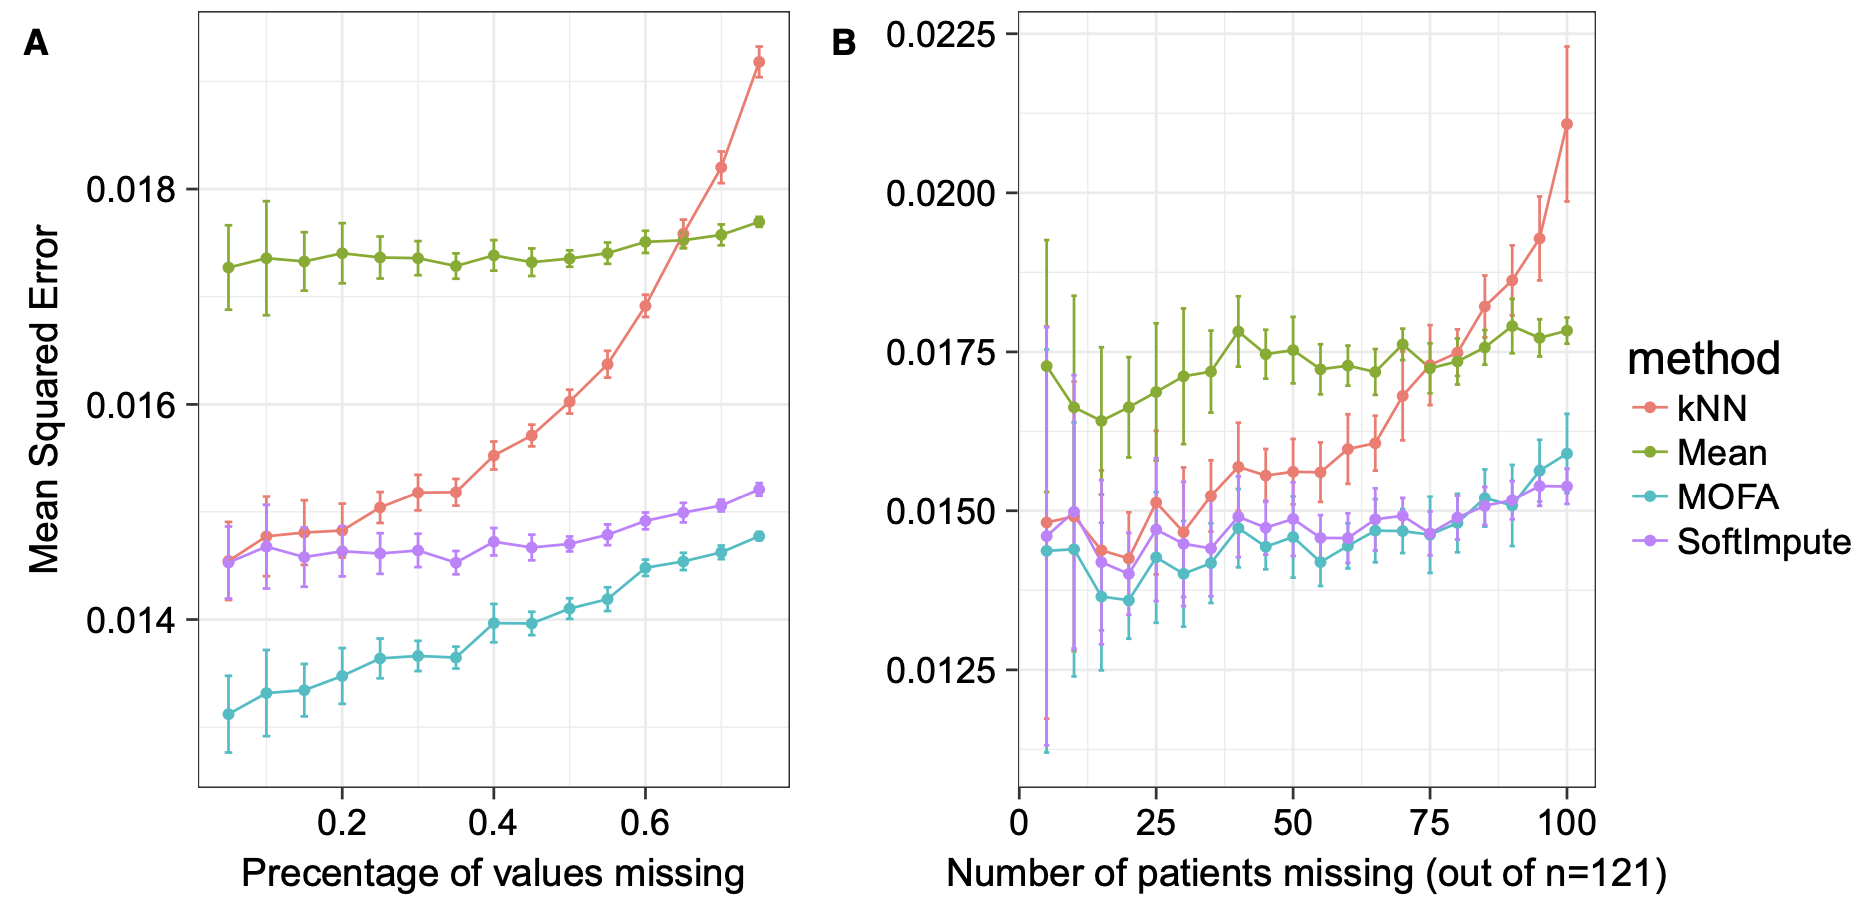 A
B
Mean Squared Error
0.018
0.016
0.014
0.2 0.4 0.6
Precentage of values missing
0.0225
0.0200
0.0175
0.0150
0.0125
0 25 50 75 100
Number of patients missing (out of n=121)
method
kNN
Mean
MOFA
SoftImpute